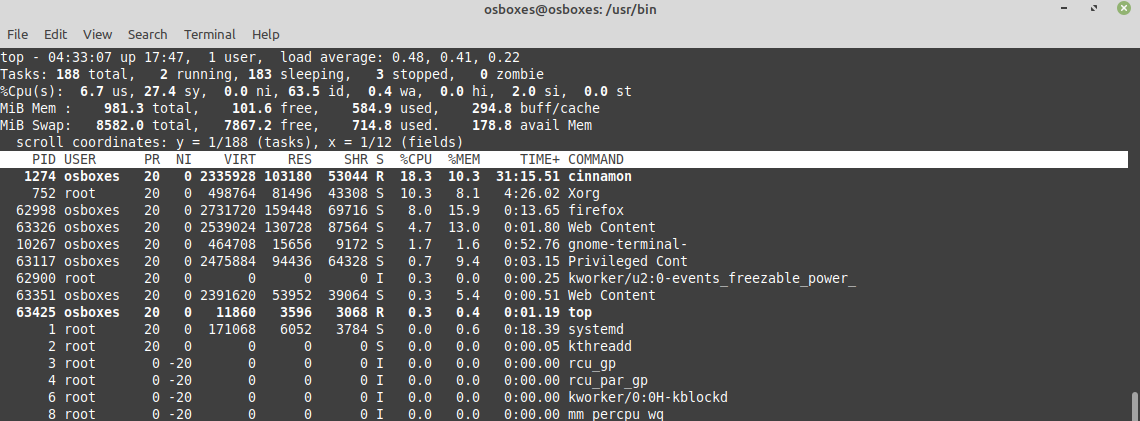 osboxes@osboxes: /usr/bin
File Edit View Search Terminal Help
top - 04:33:07 up 17:47,  1 user,  load average: 0.48, 0.41, 0.22
Tasks: 188 total,   2 running, 183 sleeping,   3 stopped,   0 zombie
%Cpu(s):  6.7 us, 27.4 sy,  0.0 ni, 63.5 id,  0.4 wa,  0.0 hi,  2.0 si,  0.0 st
MiB Mem :    981.3 total,    101.6 free,    584.9 used,    294.8 buff/cache
MiB Swap:   8582.0 total,   7867.2 free,    714.8 used.    178.8 avail Mem
  scroll coordinates: y = 1/188 (tasks), x = 1/12 (fields)
    PID USER      PR  NI    VIRT    RES    SHR S  %CPU  %MEM     TIME+ COMMAND
   1274 osboxes   20   0 2335928 103180  53044 R  18.3  10.3  31:15.51 cinnamon
    752 root      20   0  498764  81496  43308 S  10.3   8.1   4:26.02 Xorg
  62998 osboxes   20   0 2731720 159448  69716 S   8.0  15.9   0:13.65 firefox
  63326 osboxes   20   0 2539024 130728  87564 S   4.7  13.0   0:01.80 Web Content
  10267 osboxes   20   0  464708  15656   9172 S   1.7   1.6   0:52.76 gnome-terminal-
  63117 osboxes   20   0 2475884  94436  64328 S   0.7   9.4   0:03.15 Privileged Cont
  62900 root      20   0       0      0      0 I   0.3   0.0   0:00.25 kworker/u2:0-events_freezable_power_
  63351 osboxes   20   0 2391620  53952  39064 S   0.3   5.4   0:00.51 Web Content
  63425 osboxes   20   0   11860   3596   3068 R   0.3   0.4   0:01.19 top
      1 root      20   0  171068   6052   3784 S   0.0   0.6   0:18.39 systemd
      2 root      20   0       0      0      0 S   0.0   0.0   0:00.05 kthreadd
      3 root       0 -20       0      0      0 I   0.0   0.0   0:00.00 rcu_gp
      4 root       0 -20       0      0      0 I   0.0   0.0   0:00.00 rcu_par_gp
      6 root       0 -20       0      0      0 I   0.0   0.0   0:00.00 kworker/0:0H-kblockd
      8 root       0 -20       0      0      0 I   0.0   0.0   0:00.00 mm_percpu_wq